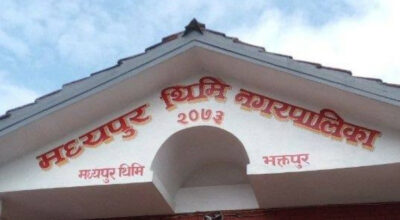 मध्यपुर थिमि नगरपालिका
२०७३
मध्यपुर थिमि
भक्तपुर